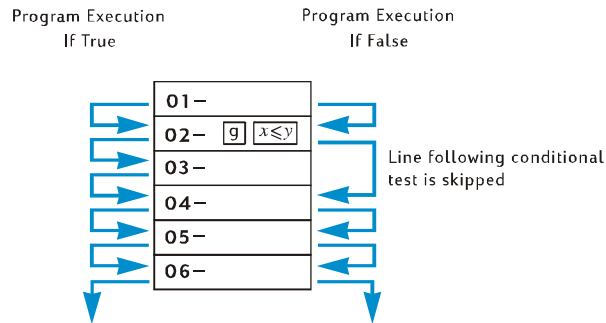 Program Execution
If True
Program Execution
If False
01–
02– g x≤y
03–
04–
05–
06–
Line following conditional
test is skipped